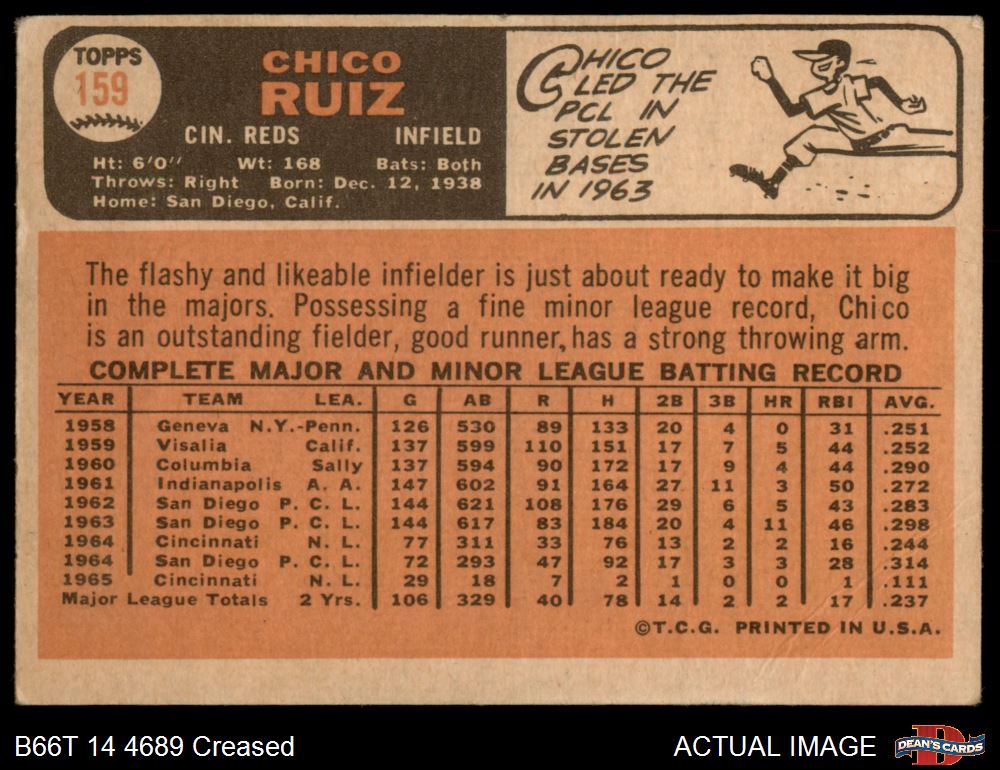 TOPPS
159
CHICO
RUIZ
CIN. REDS INFIELD
Ht: 6'0" Wt: 168 Bats: Both
Throws: Right Born: Dec. 12, 1938
Home: San Diego, Calif.
CHICO
LED THE
PCL IN
STOLEN
BASES
IN 1963
The flashy and likeable infielder is just about ready to make it big
in the majors. Possessing a fine minor league record, Chico
is an outstanding fielder, good runner, has a strong throwing arm.
COMPLETE MAJOR AND MINOR LEAGUE BATTING RECORD
YEAR TEAM LEA. G AB R H 2B 3B HR RBI AVG.
1958 Geneva N.Y.-Penn. 126 530 89 133 20 4 0 31 .251
1959 Visalia Calif. 137 599 110 151 17 7 5 44 .252
1960 Columbia Sally 137 594 90 172 17 9 4 44 .290
1961 Indianapolis A. A. 147 602 91 164 27 11 3 50 .272
1962 San Diego P. C. L. 144 621 108 176 29 6 5 43 .283
1963 San Diego P. C. L. 144 617 83 184 20 4 11 46 .298
1964 Cincinnati N. L. 77 311 33 76 13 2 2 16 .244
1964 San Diego P. C. L. 72 293 47 92 17 3 3 28 .314
1965 Cincinnati N. L. 29 18 7 2 1 0 0 1 .111
Major League Totals 2 Yrs. 106 329 40 78 14 2 2 17 .237
©T.C.G. PRINTED IN U.S.A.
B66T 14 4689 Creased
ACTUAL IMAGE
DEAN'S CARDS